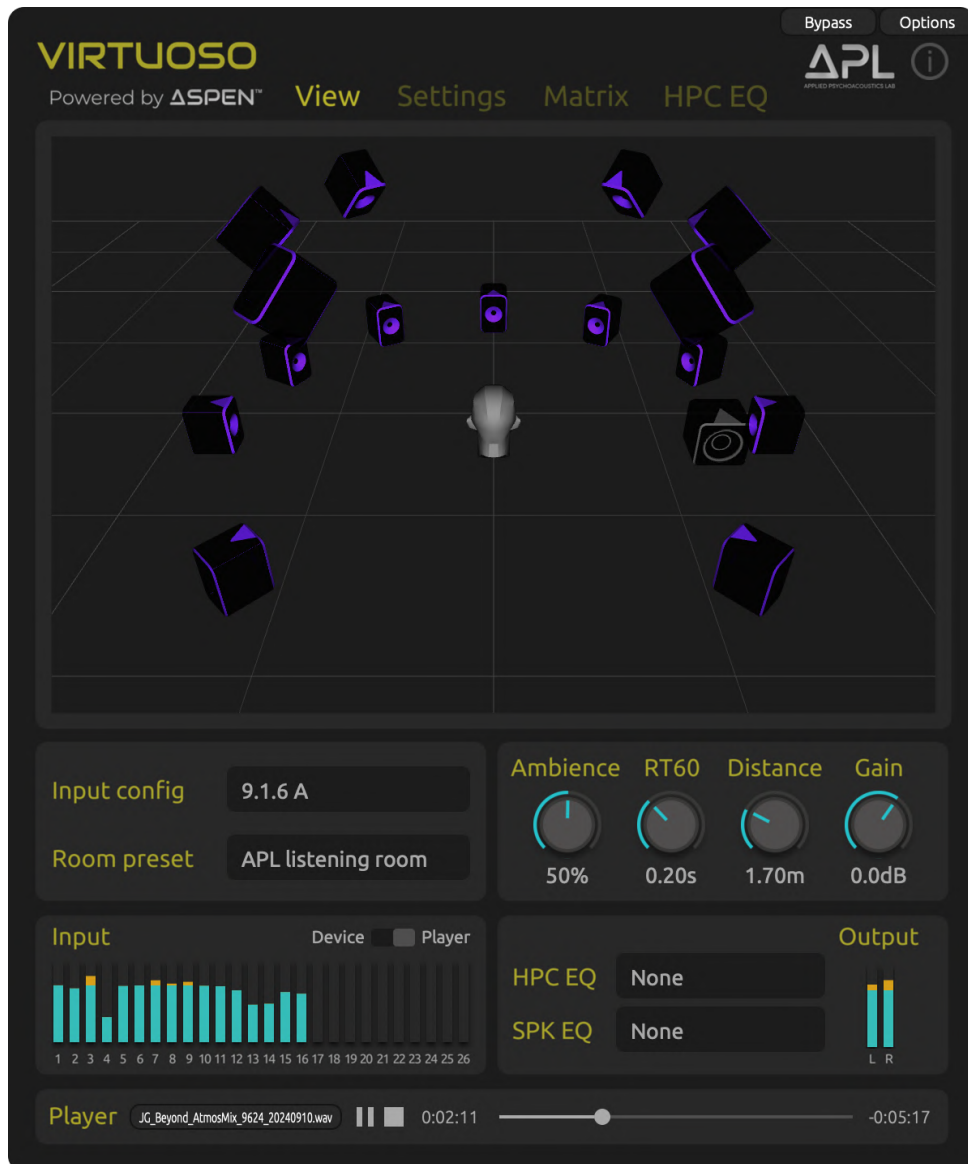 Bypass Options
VIRTUOSO
APL
APPLIED PSYCHOACOUSTICS LAB
i
Powered by ASPEN™
View Settings Matrix HPC EQ
Input config 9.1.6 A
Room preset APL listening room
Ambience RT60 Distance Gain
50% 0.20s 1.70m 0.0dB
Input Device Player
1 2 3 4 5 6 7 8 9 10 11 12 13 14 15 16 17 18 19 20 21 22 23 24 25 26
Output
HPC EQ None
SPK EQ None
L R
Player JG_Beyond_AtmosMix_9624_20240910.wav 0:02:11 -0:05:17